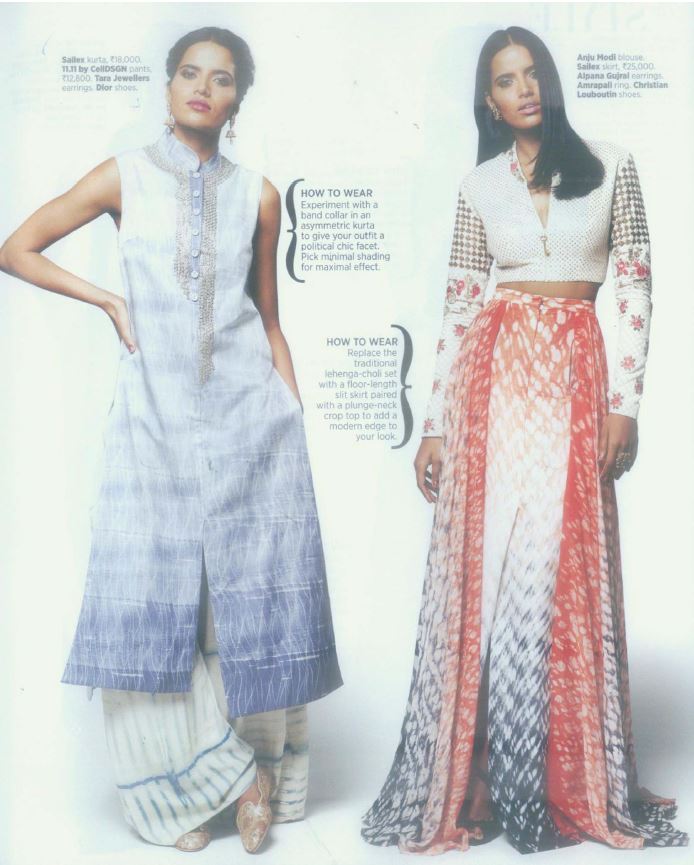 Sailex kurta, ₹18,000.
11.11 by CellDSGN pants,
₹12,800. Tara Jewellers
earrings. Dior shoes.
Anju Modi blouse.
Sailex skirt, ₹25,000.
Alpana Gujral earrings.
Amrapali ring. Christian
Louboutin shoes.
HOW TO WEAR
Experiment with a
band collar in an
asymmetric kurta
to give your outfit a
political chic facet.
Pick minimal shading
for maximal effect.
HOW TO WEAR
Replace the
traditional
lehenga-choli set
with a floor-length
slit skirt paired
with a plunge-neck
crop top to add a
modern edge to
your look.